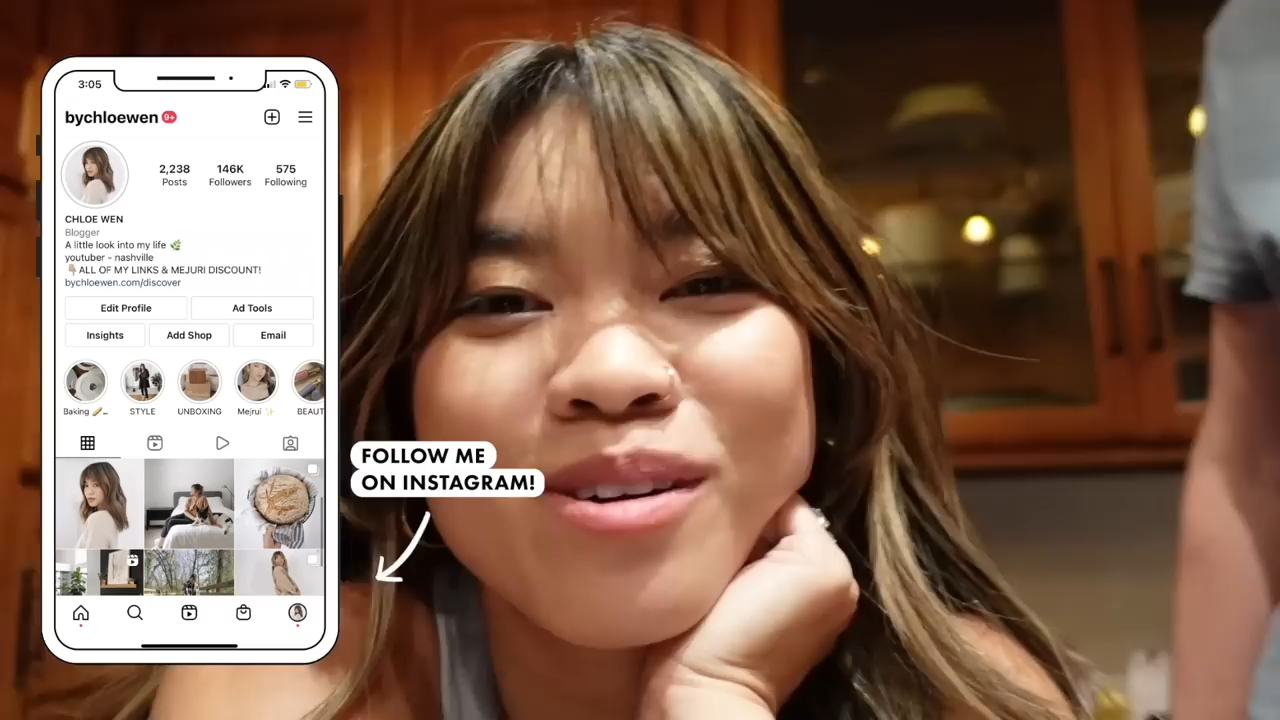 3:05
bychloewen 9+
2,238 146K 575
Posts Followers Following
CHLOE WEN
Blogger
A little look into my life 🌿
youtuber - nashville
👇🏼ALL OF MY LINKS & MEJURI DISCOUNT!
bychloewen.com/discover
Edit Profile Ad Tools
Insights Add Shop Email
Baking 🥖... STYLE UNBOXING Mejrui ✨ BEAUT
FOLLOW ME
ON INSTAGRAM!